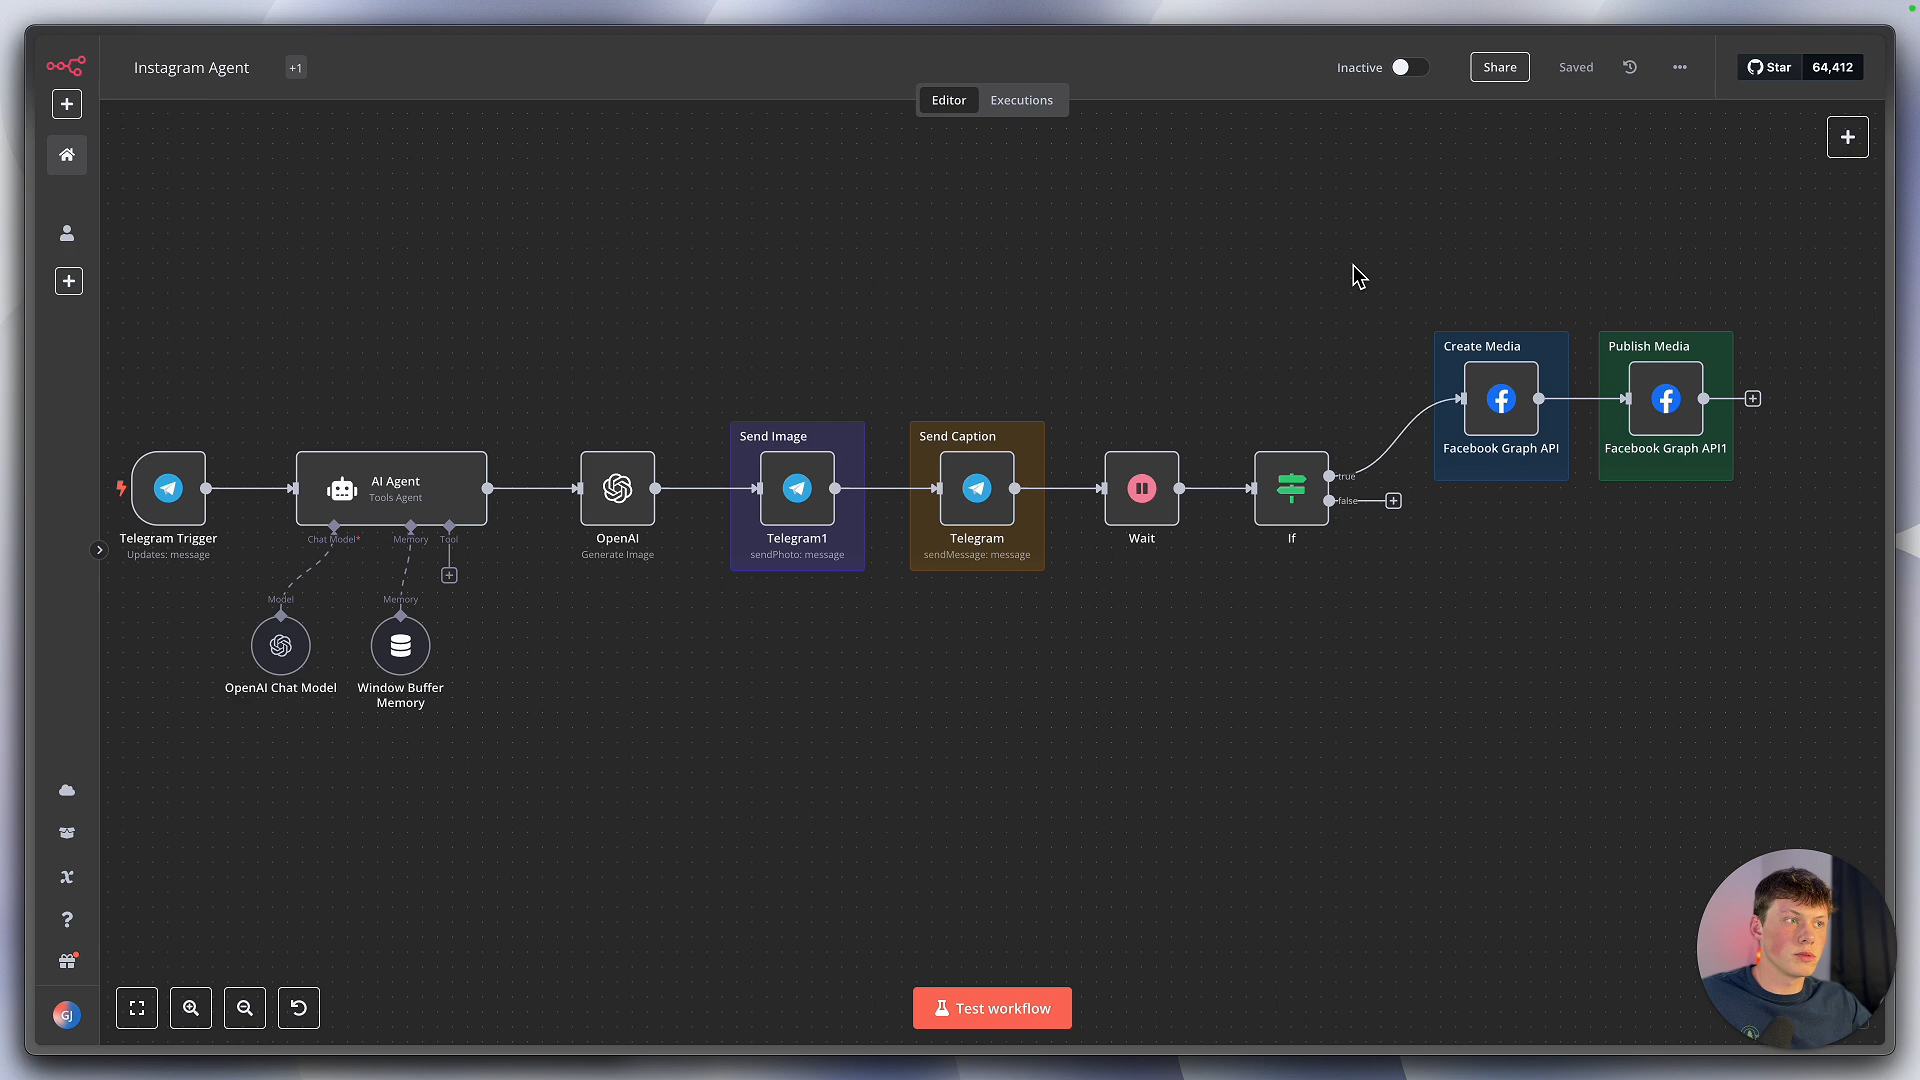 Instagram Agent
+1
Inactive
Share
Saved
Star
64,412
Editor
Executions
Create Media
Publish Media
Facebook Graph API
Facebook Graph API1
Send Image
Send Caption
AI Agent
Tools Agent
true
false
Telegram Trigger
Updates: message
Chat Model*
Memory
Tool
OpenAI
Generate Image
Telegram1
sendPhoto: message
Telegram
sendMessage: message
Wait
If
Model
Memory
OpenAI Chat Model
Window Buffer
Memory
GJ
Test workflow